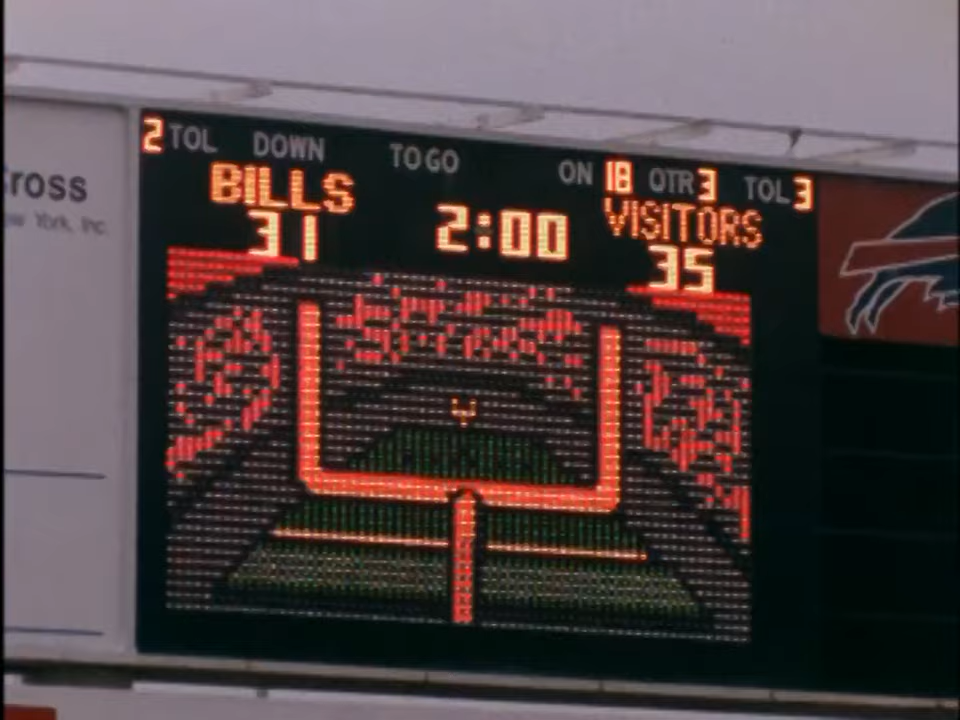 2 TOL DOWN TO GO ON 18 QTR 3 TOL 3
BILLS 2:00 VISITORS
31 35
ross
w York, Inc.